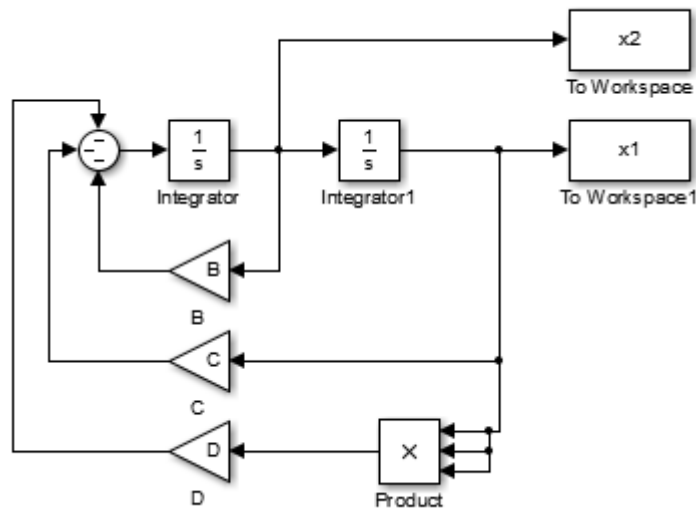 x2
To Workspace
− − −
1
s
Integrator
1
s
Integrator1
x1
To Workspace1
B
B
C
C
D
D
×
Product